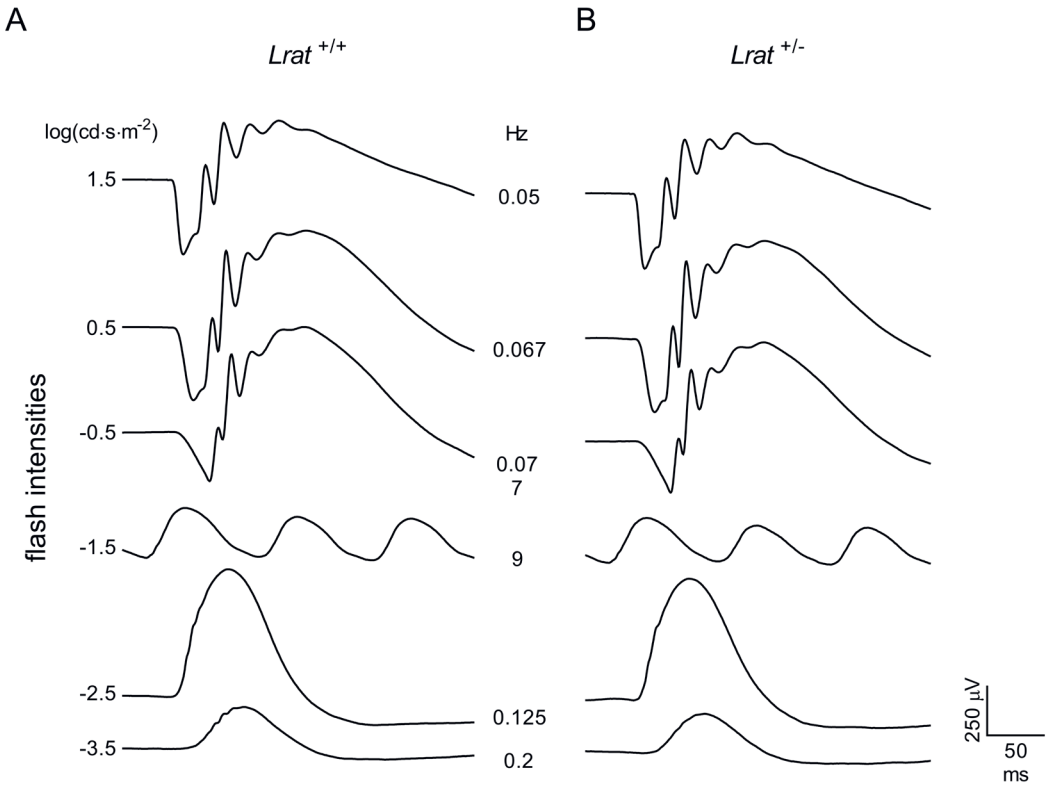 A
B
Lrat +/+
Lrat +/-
log(cd·s·m-2)
Hz
1.5
0.05
0.5
0.067
-0.5
0.07
7
-1.5
9
-2.5
0.125
-3.5
0.2
flash intensities
250 μV
50
ms